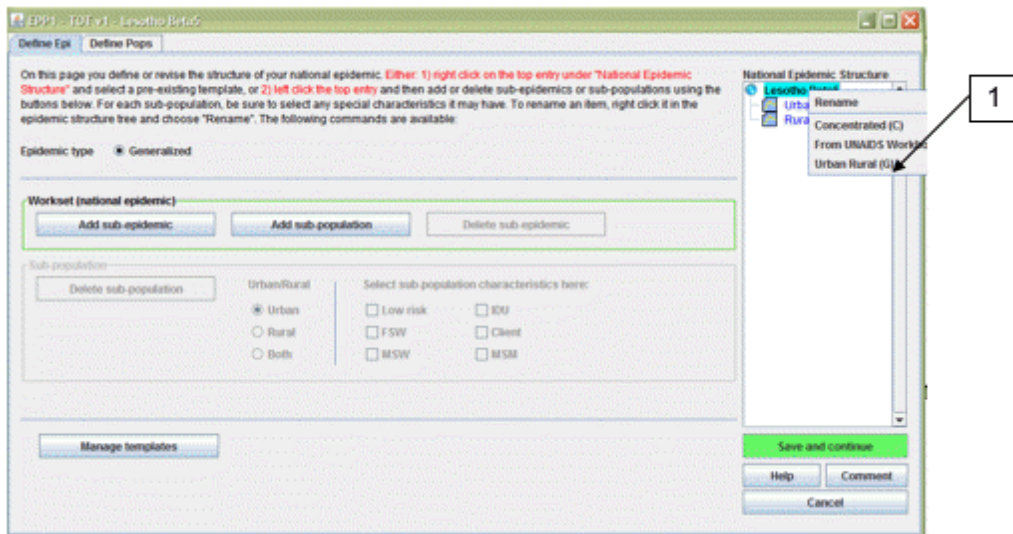 EPP1 - TDT v1 - Lesotho Beta5
Define Epi Define Pops
On this page you define or revise the structure of your national epidemic. Either: 1) right click on the top entry under "National Epidemic
Structure" and select a pre-existing template, or 2) left click the top entry and then add or delete sub-epidemics or sub-populations using the
buttons below. For each sub-population, be sure to select any special characteristics it may have. To rename an item, right click it in the
epidemic structure tree and choose "Rename". The following commands are available:
Epidemic type Generalized
Workset (national epidemic)
Add sub-epidemic Add sub-population Delete sub-epidemic
Sub-population
Delete sub-population
Urban/Rural
Urban
Rural
Both
Select sub-population characteristics here:
Low risk IDU
FSW Client
MSW MSM
Manage templates
National Epidemic Structure
Lesotho
Urba
Rura
Rename
Concentrated (C)
From UNAIDS Workb
Urban Rural (G)
1
Save and continue
Help Comment
Cancel